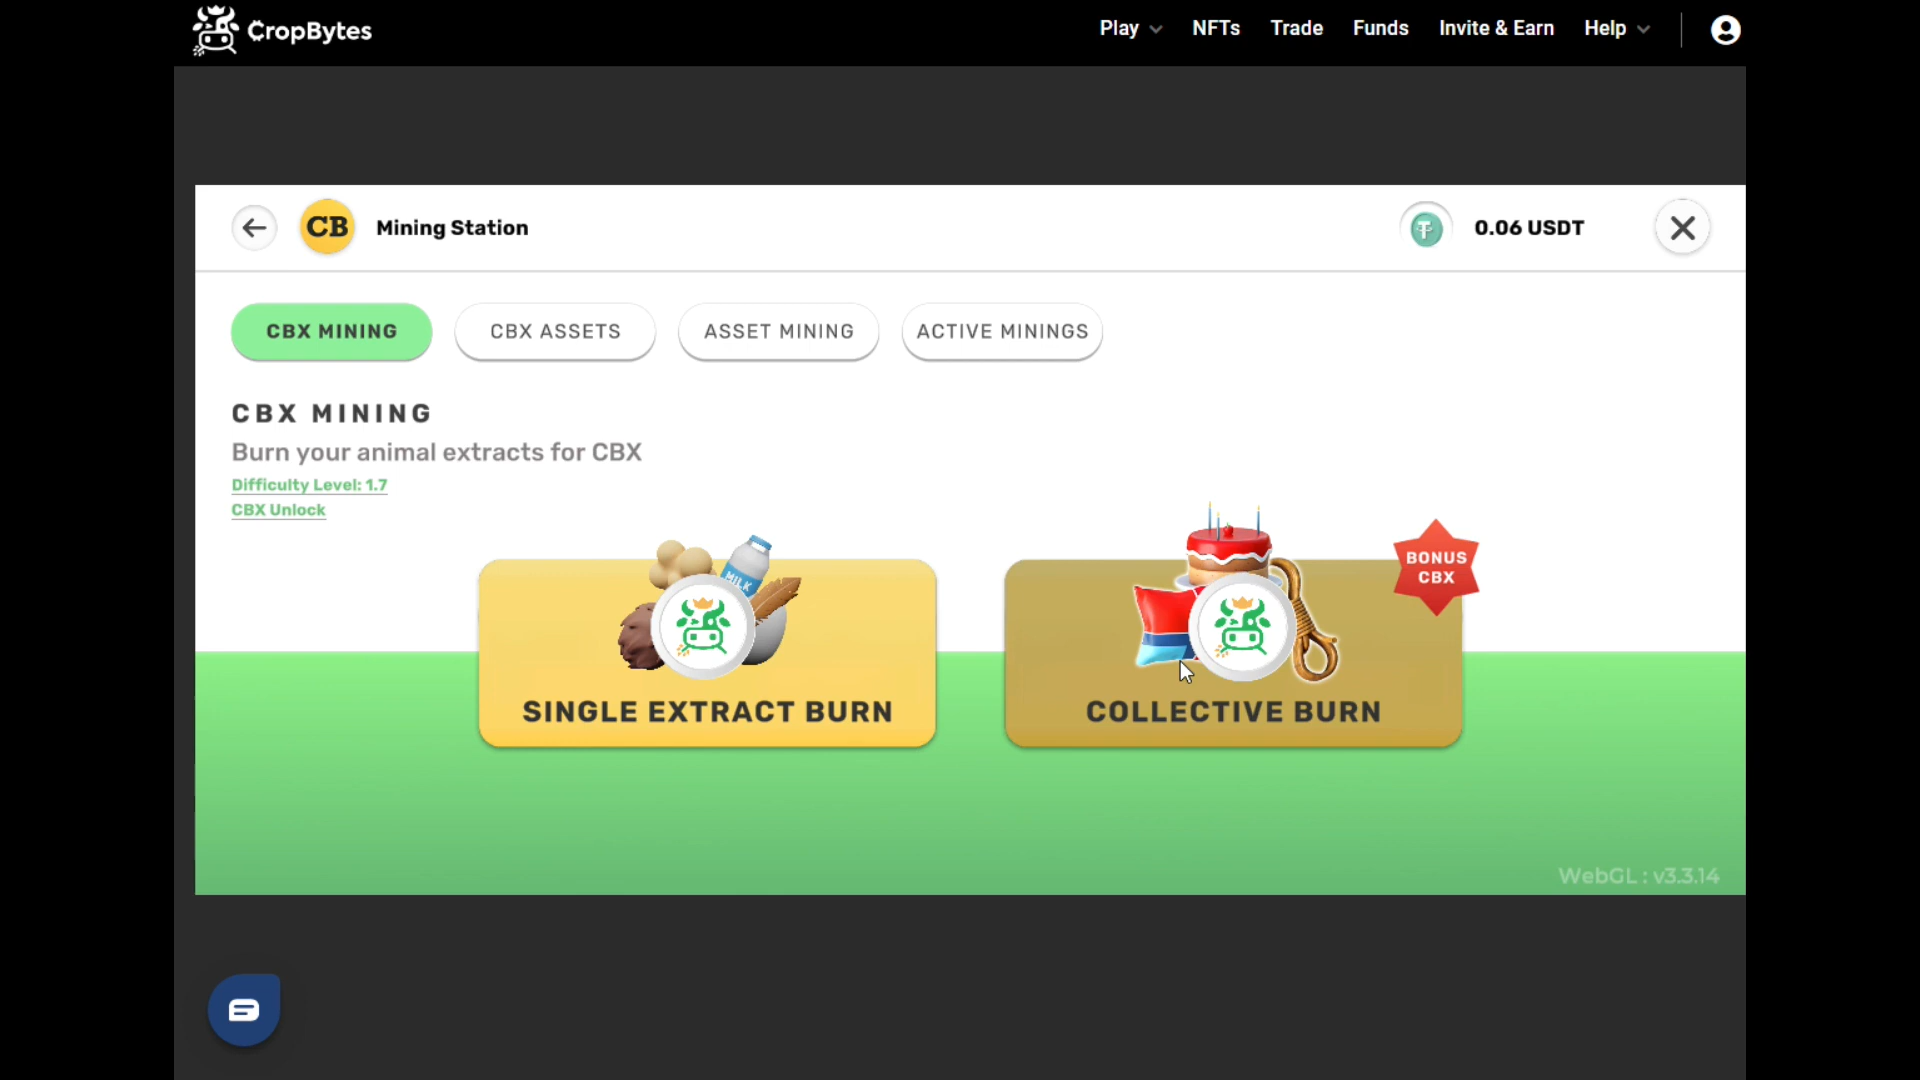 CropBytes
Play NFTs Trade Funds Invite & Earn Help
CB Mining Station 0.06 USDT
CBX MINING CBX ASSETS ASSET MINING ACTIVE MININGS
CBX MINING
Burn your animal extracts for CBX
Difficulty Level: 1.7
CBX Unlock
BONUS
CBX
MILK
SINGLE EXTRACT BURN COLLECTIVE BURN
WebGL : v3.3.14